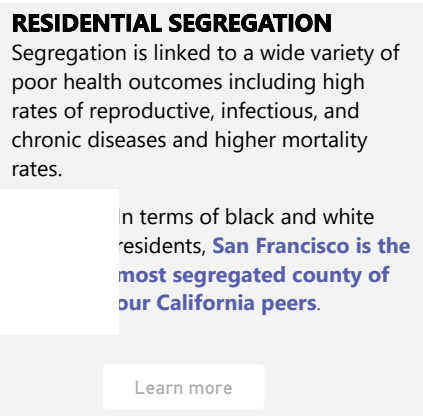 RESIDENTIAL SEGREGATION
Segregation is linked to a wide variety of
poor health outcomes including high
rates of reproductive, infectious, and
chronic diseases and higher mortality
rates.
In terms of black and white
residents, San Francisco is the
most segregated county of
our California peers.
Learn more